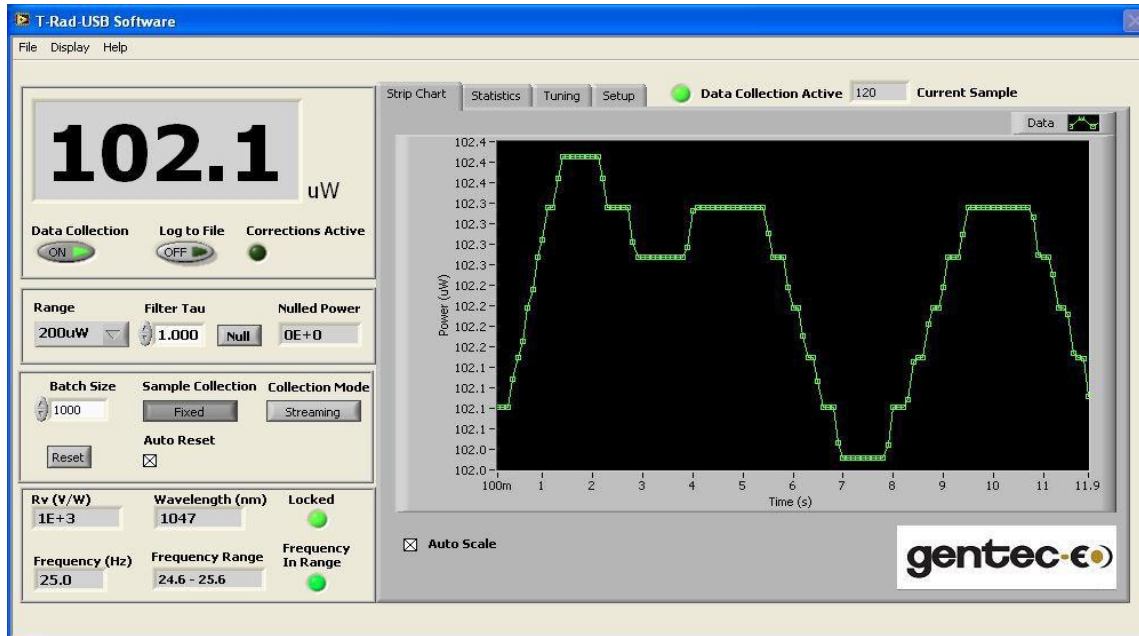 T-Rad-USB Software
File Display Help
102.1 uW
Data Collection Log to File Corrections Active
ON OFF
Range Filter Tau Nulled Power
200uW 1.000 Null 0E+0
Batch Size Sample Collection Collection Mode
1000 Fixed Streaming
Auto Reset
Reset
Rv (V/W) Wavelength (nm) Locked
1E+3 1047
Frequency (Hz) Frequency Range Frequency In Range
25.0 24.6 - 25.6
Strip Chart Statistics Tuning Setup Data Collection Active 120 Current Sample
Data
102.4
102.4
102.4
102.3
102.3
102.3
102.3
102.2
102.2
102.2
102.1
102.1
102.1
102.1
102.0
102.0
Power (uW)
100m 1 2 3 4 5 6 7 8 9 10 11 11.9
Time (s)
Auto Scale
gentec-EO